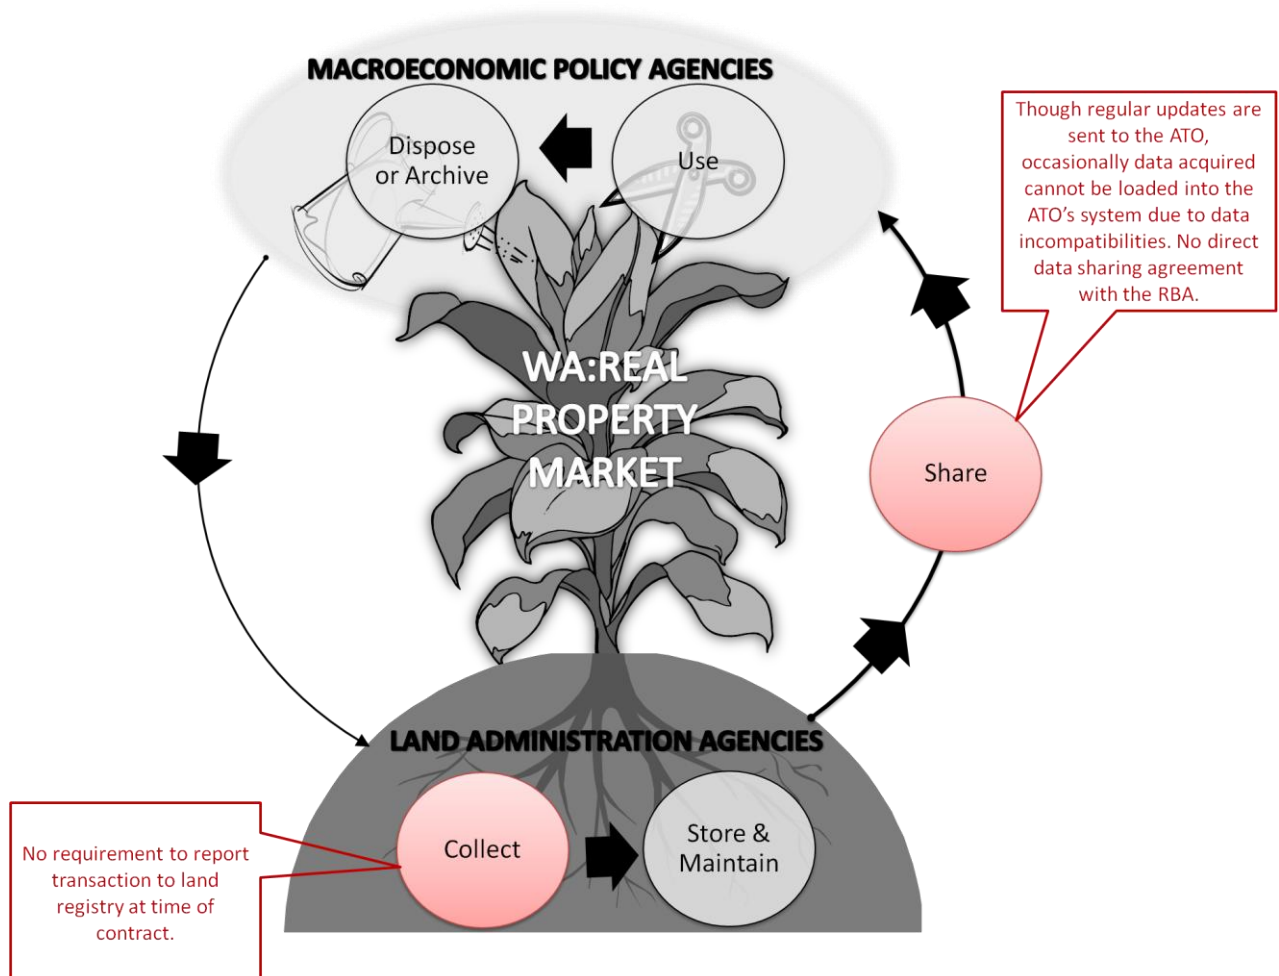 MACROECONOMIC POLICY AGENCIES
Dispose
or Archive
Use
Though regular updates are
sent to the ATO,
occasionally data acquired
cannot be loaded into the
ATO’s system due to data
incompatibilities. No direct
data sharing agreement
with the RBA.
WA:REAL
PROPERTY
MARKET
Share
LAND ADMINISTRATION AGENCIES
Collect
Store &
Maintain
No requirement to report
transaction to land
registry at time of
contract.